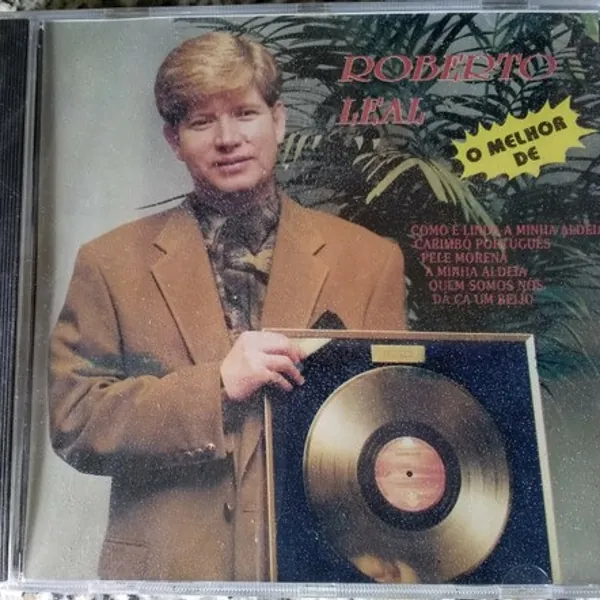 ROBERTO
LEAL
O MELHOR
DE
COMO É LINDA A MINHA ALDEIA
CARIMBÓ PORTUGUÊS
PELE MORENA
A MINHA ALDEIA
QUEM SOMOS NÓS
DÁ CÁ UM BEIJO